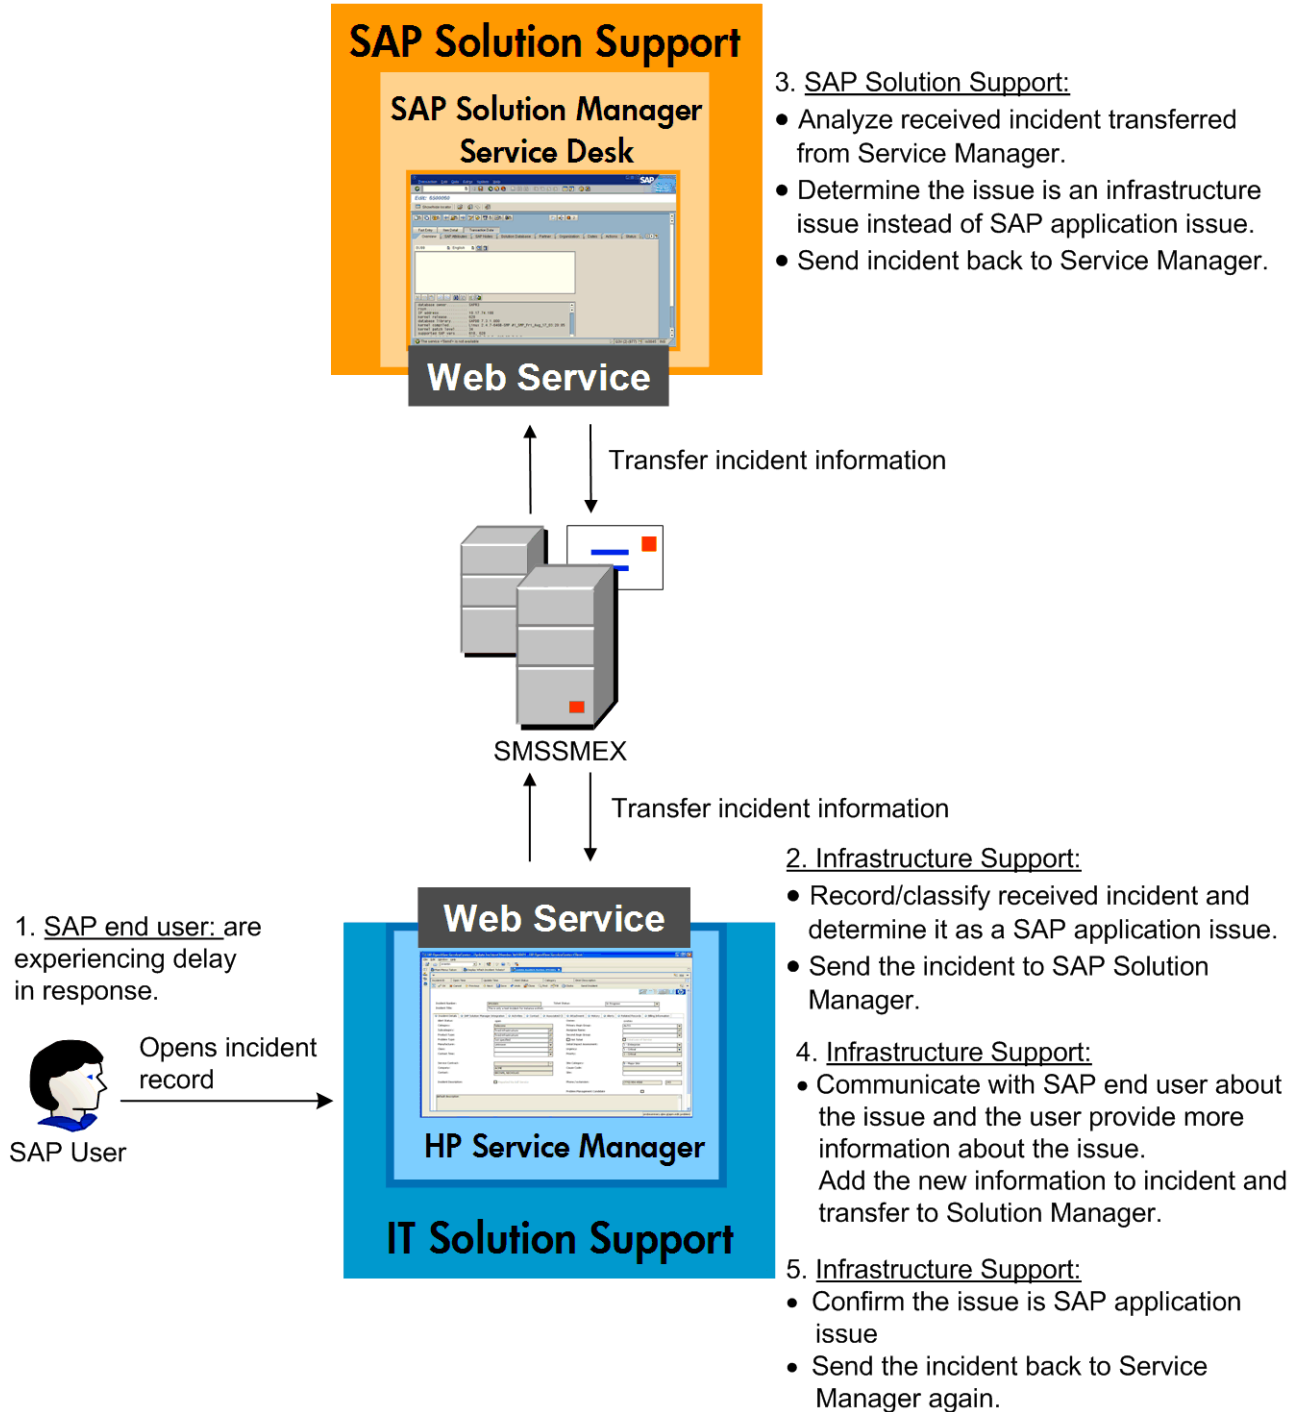 SAP Solution Support
SAP Solution Manager
Service Desk
SAP
Web Service
3. SAP Solution Support:
• Analyze received incident transferred
from Service Manager.
• Determine the issue is an infrastructure
issue instead of SAP application issue.
• Send incident back to Service Manager.
Transfer incident information
SMSSMEX
Transfer incident information
1. SAP end user: are
experiencing delay
in response.
Opens incident
record
SAP User
Web Service
HP Service Manager
IT Solution Support
2. Infrastructure Support:
• Record/classify received incident and
determine it as a SAP application issue.
• Send the incident to SAP Solution
Manager.
4. Infrastructure Support:
• Communicate with SAP end user about
the issue and the user provide more
information about the issue.
Add the new information to incident and
transfer to Solution Manager.
5. Infrastructure Support:
• Confirm the issue is SAP application
issue
• Send the incident back to Service
Manager again.